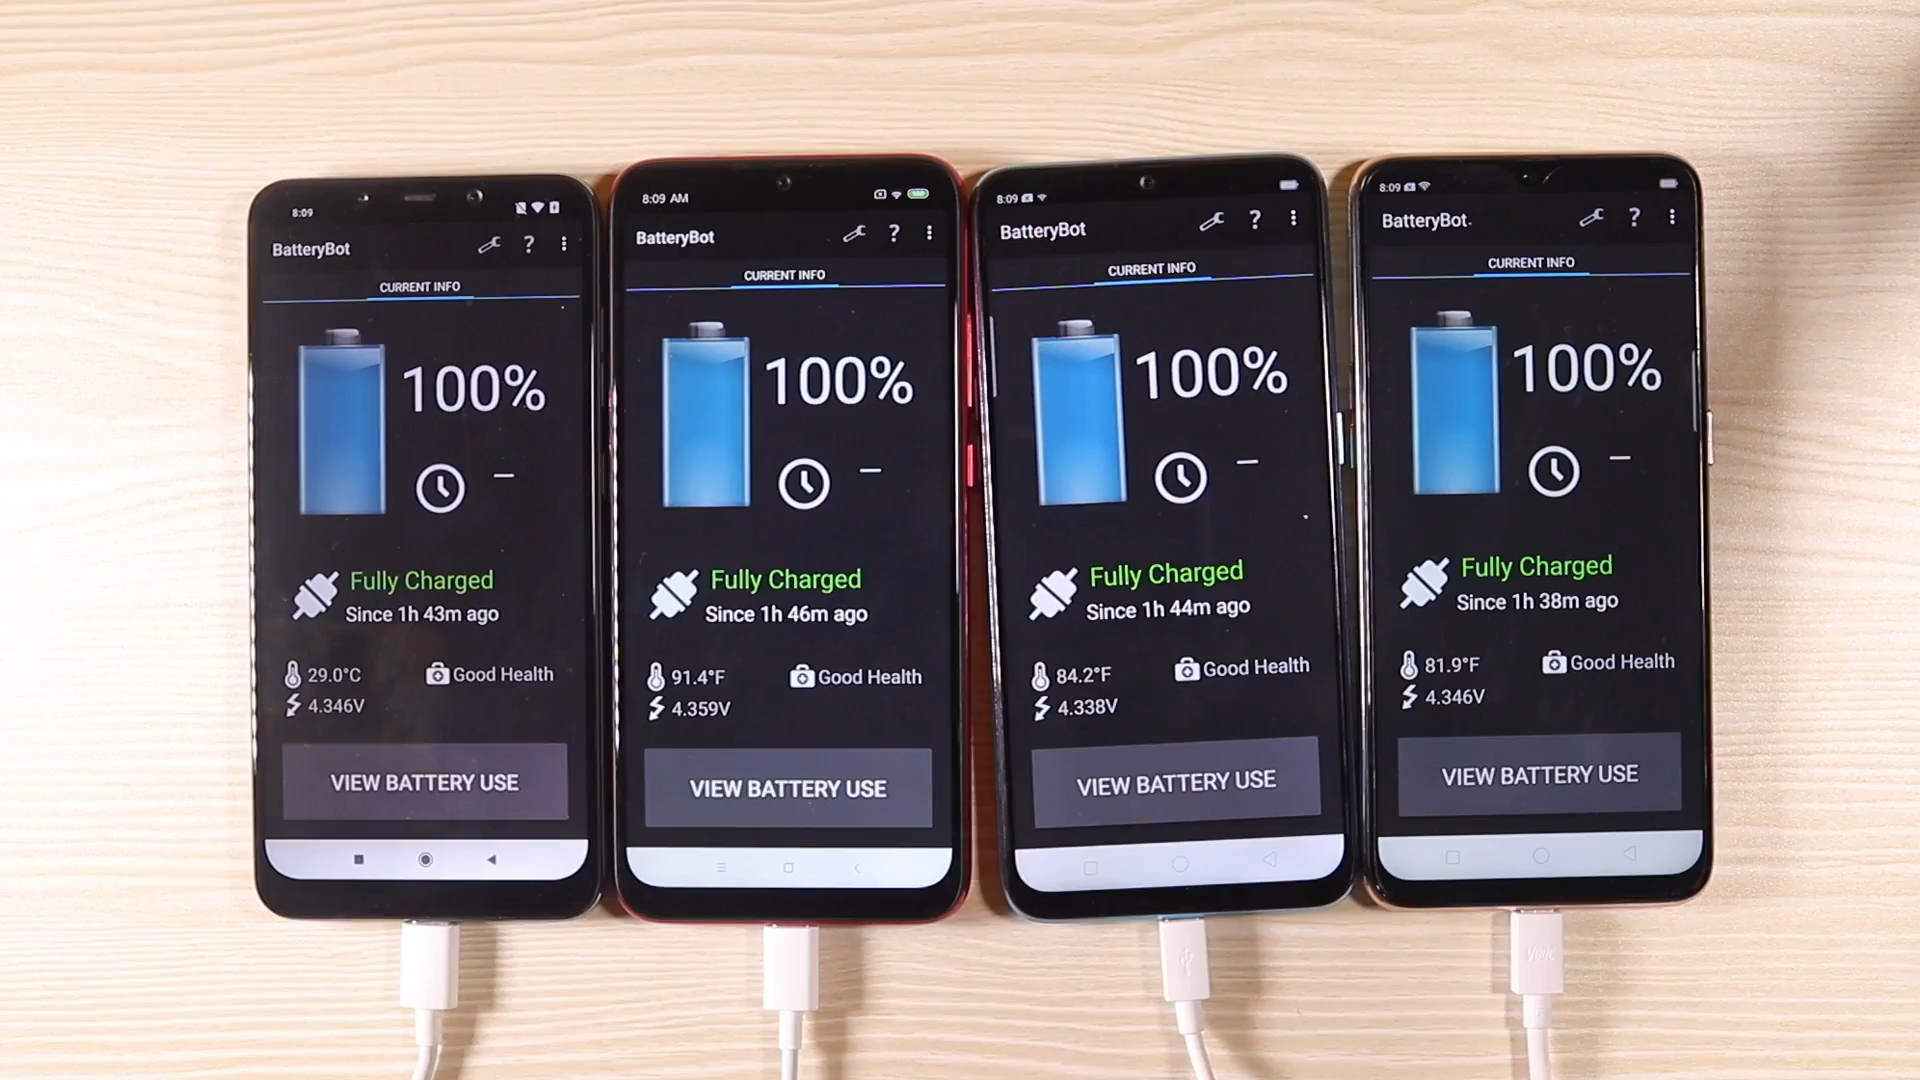 8:09
BatteryBot
?
CURRENT INFO
100%
Fully Charged
Since 1h 43m ago
29.0°C
Good Health
4.346V
VIEW BATTERY USE
8:09 AM
BatteryBot
?
CURRENT INFO
100%
Fully Charged
Since 1h 46m ago
91.4°F
Good Health
4.359V
VIEW BATTERY USE
8:09
BatteryBot
?
CURRENT INFO
100%
Fully Charged
Since 1h 44m ago
84.2°F
Good Health
4.338V
VIEW BATTERY USE
8:09
BatteryBot
?
CURRENT INFO
100%
Fully Charged
Since 1h 38m ago
81.9°F
Good Health
4.346V
VIEW BATTERY USE